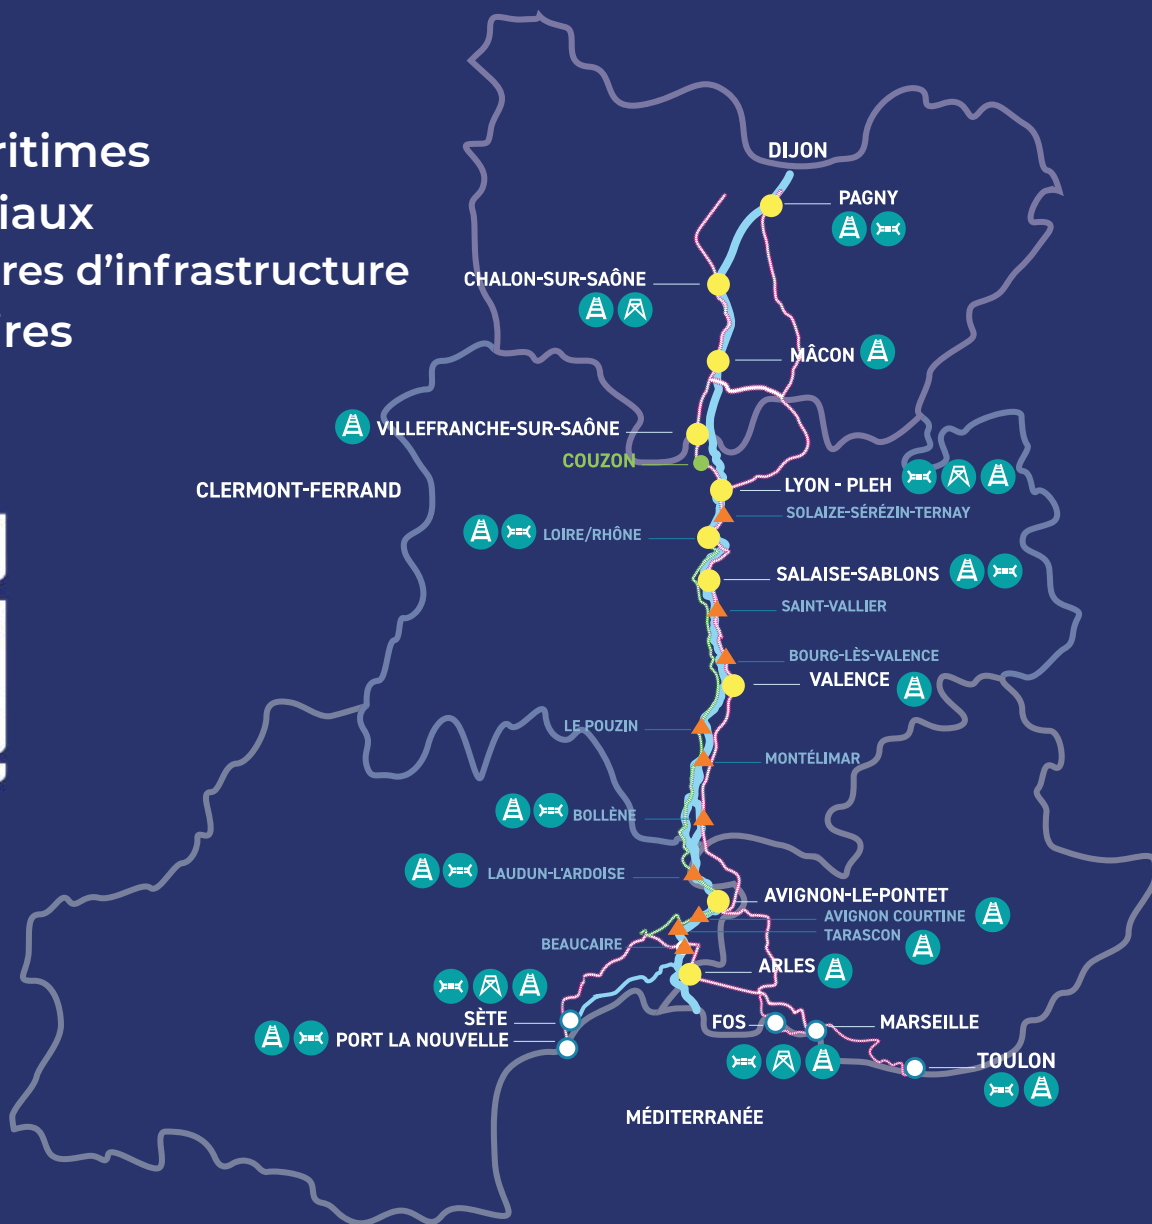 ritimes
iaux
res d'infrastructure
ires
DIJON
PAGNY
CHALON-SUR-SAÔNE
MÂCON
VILLEFRANCHE-SUR-SAÔNE
COUZON
CLERMONT-FERRAND
LYON - PLEH
SOLAIZE-SÉRÉZIN-TERNAY
LOIRE/RHÔNE
SALAISE-SABLONS
SAINT-VALLIER
BOURG-LÈS-VALENCE
VALENCE
LE POUZIN
MONTÉLIMAR
BOLLÈNE
LAUDUN-L'ARDOISE
AVIGNON-LE-PONTET
AVIGNON COURTINE
TARASCON
BEAUCAIRE
ARLES
SÈTE
FOS
MARSEILLE
PORT LA NOUVELLE
TOULON
MÉDITERRANÉE